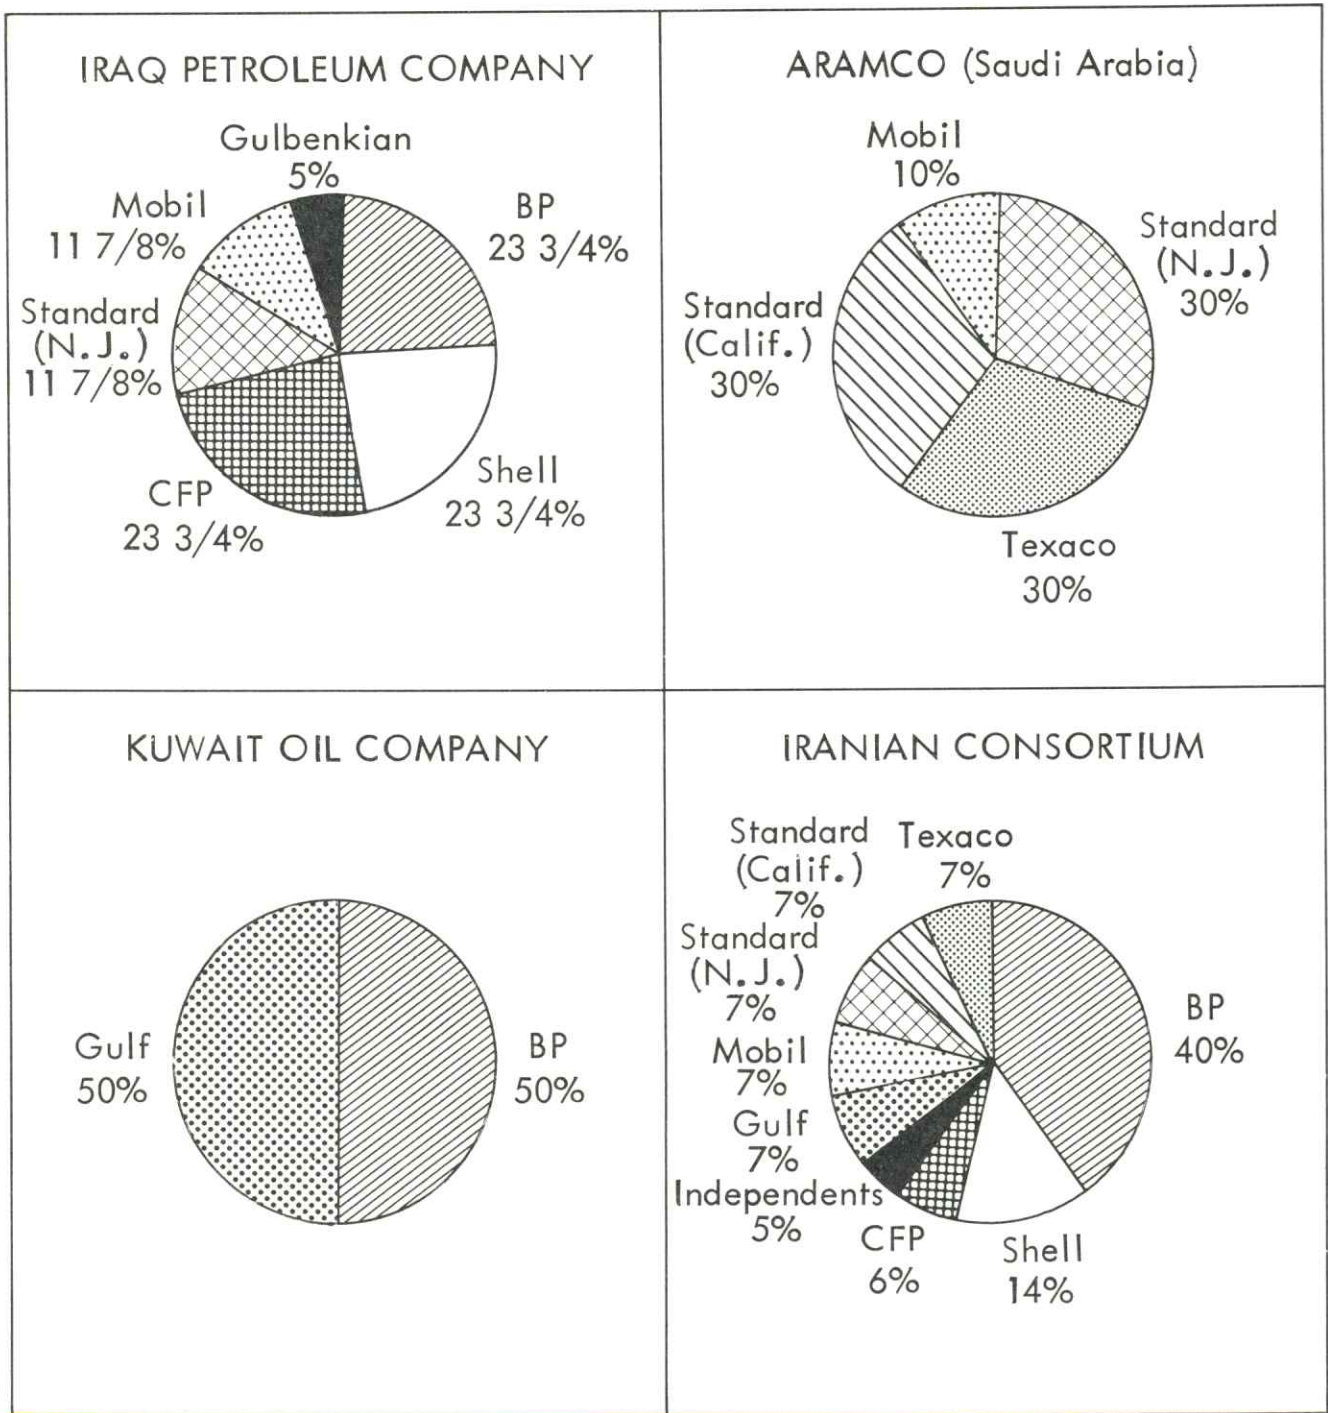 IRAQ PETROLEUM COMPANY
Gulbenkian
5%
BP
23 3/4%
Shell
23 3/4%
CFP
23 3/4%
Standard
(N.J.)
11 7/8%
Mobil
11 7/8%
ARAMCO (Saudi Arabia)
Mobil
10%
Standard
(N.J.)
30%
Texaco
30%
Standard
(Calif.)
30%
KUWAIT OIL COMPANY
Gulf
50%
BP
50%
IRANIAN CONSORTIUM
Texaco
7%
BP
40%
Shell
14%
CFP
6%
Independents
5%
Gulf
7%
Mobil
7%
Standard
(N.J.)
7%
Standard
(Calif.)
7%